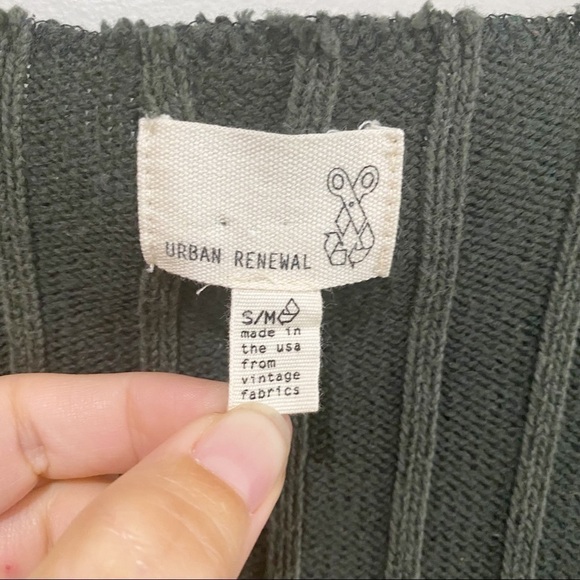 URBAN RENEWAL
S/M
made in
the usa
from
vintage
fabrics